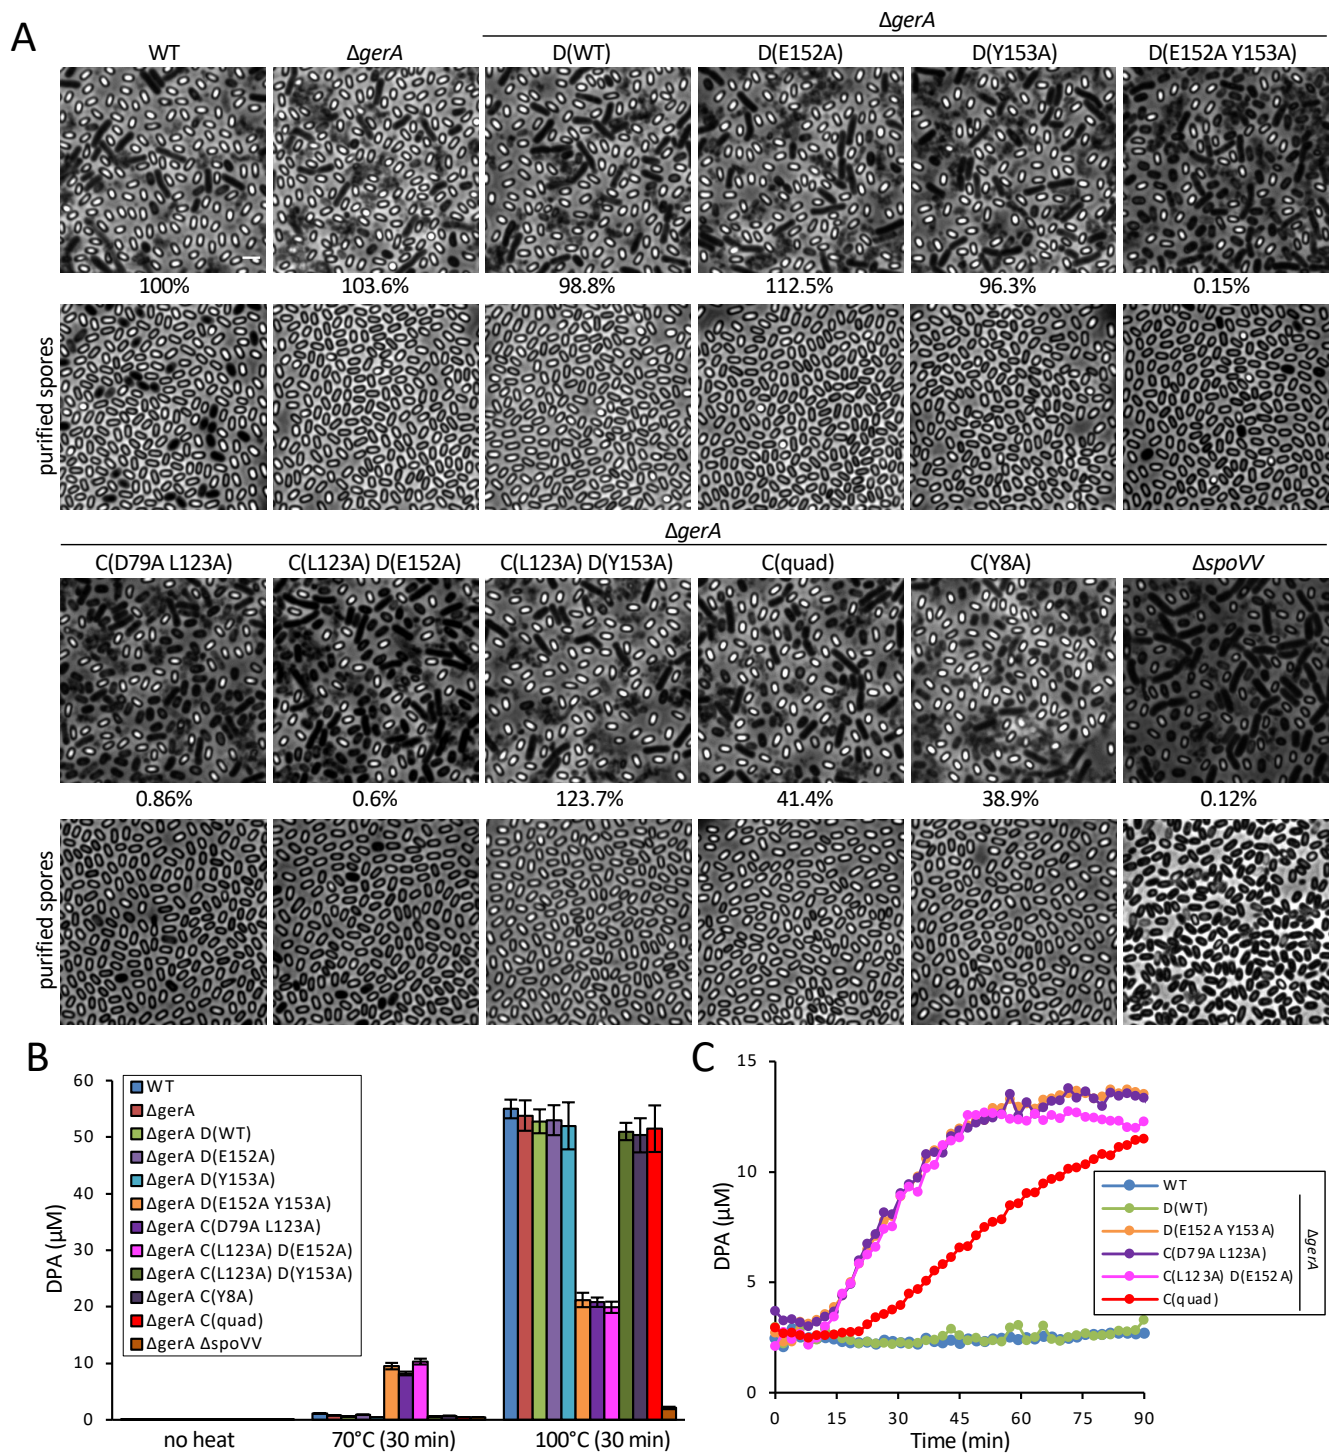 A
ΔgerA
WT
ΔgerA
D(WT)
D(E152A)
D(Y153A)
D(E152A Y153A)
100%
103.6%
98.8%
112.5%
96.3%
0.15%
purified spores
ΔgerA
C(D79A L123A)
C(L123A) D(E152A)
C(L123A) D(Y153A)
C(quad)
C(Y8A)
ΔspoVV
0.86%
0.6%
123.7%
41.4%
38.9%
0.12%
purified spores
B
DPA (µM)
60
50
40
30
20
10
0
WT
ΔgerA
ΔgerA D(WT)
ΔgerA D(E152A)
ΔgerA D(Y153A)
ΔgerA D(E152A Y153A)
ΔgerA C(D79A L123A)
ΔgerA C(L123A) D(E152A)
ΔgerA C(L123A) D(Y153A)
ΔgerA C(Y8A)
ΔgerA C(quad)
ΔgerA ΔspoVV
no heat
70°C (30 min)
100°C (30 min)
C
DPA (µM)
15
10
5
0
WT
D(WT)
D(E152A Y153A)
C(D79A L123A)
C(L123A) D(E152A)
C(quad)
ΔgerA
0
15
30
45
60
75
90
Time (min)